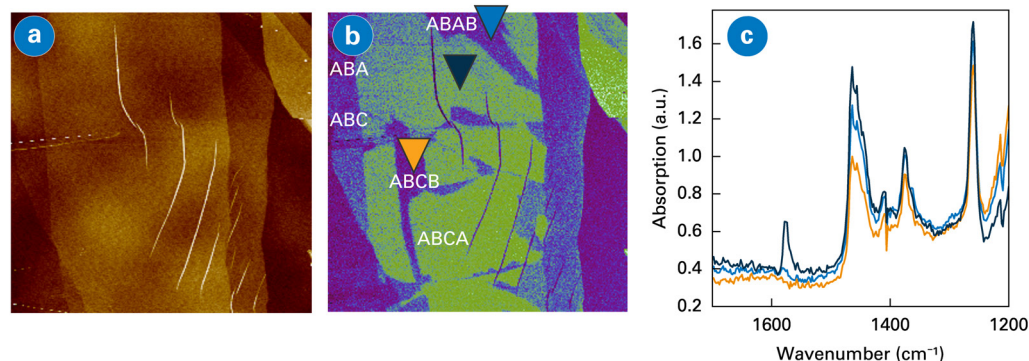 a
b
ABAB
ABA
ABC
ABCB
ABCA
c
Absorption (a.u.)
1.6
1.4
1.2
1.0
0.8
0.6
0.4
0.2
1600
1400
1200
Wavenumber (cm⁻¹)